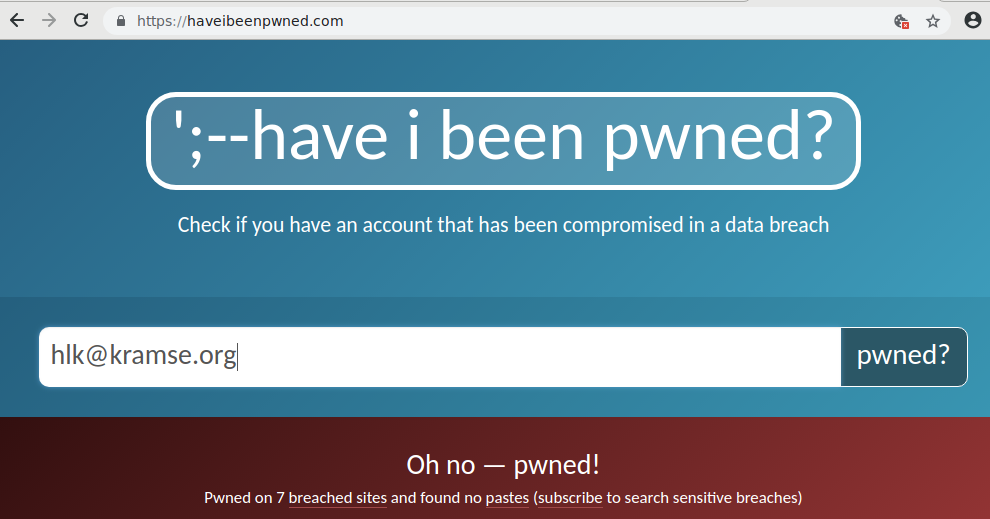 https://haveibeenpwned.com
';--have i been pwned?
Check if you have an account that has been compromised in a data breach
hlk@kramse.org
pwned?
Oh no — pwned!
Pwned on 7 breached sites and found no pastes (subscribe to search sensitive breaches)